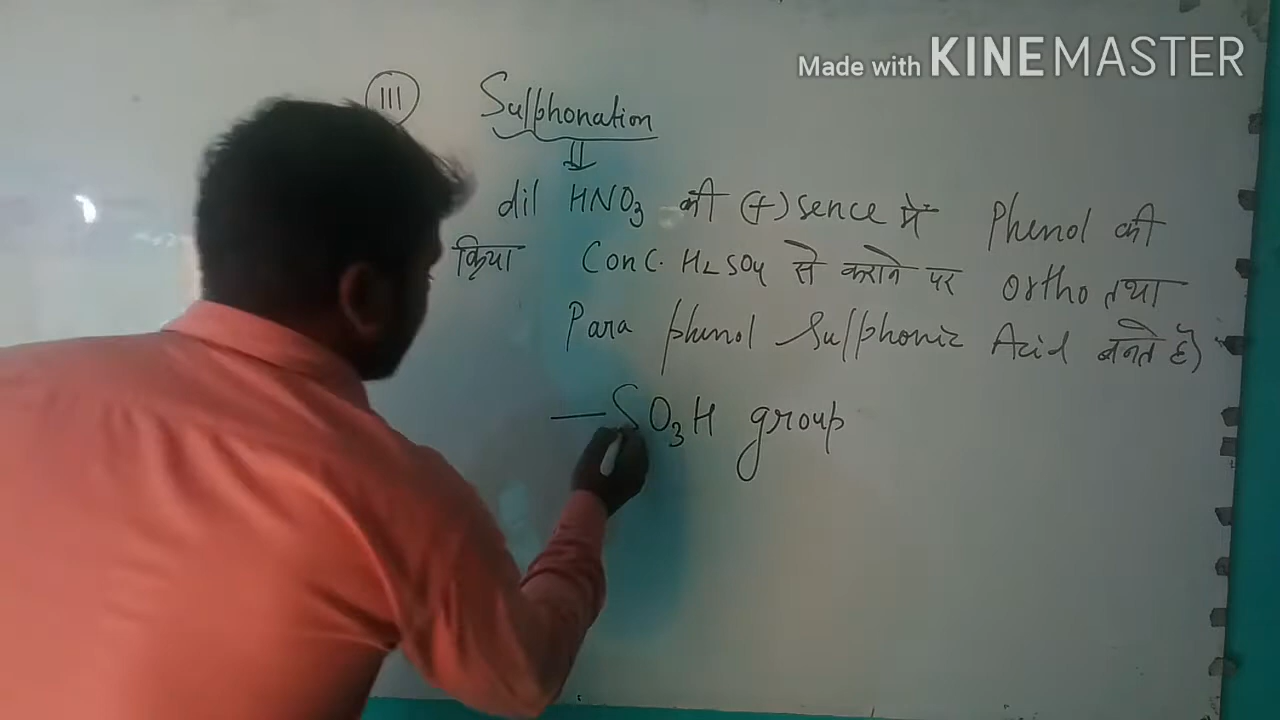 Made with KINEMASTER
III Sulphonation
dil HNO3 की (+)sence में Phenol की
क्रिया Conc. H2SO4 से कराने पर Ortho तथा
Para phenol Sulphonic Acid बनते है)
—SO3H group